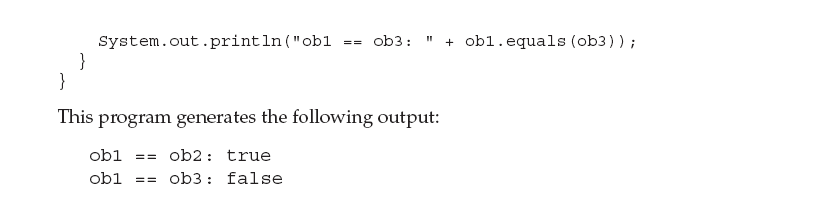 System.out.println("ob1 == ob3: " + ob1.equals(ob3));
}
}
This program generates the following output:
ob1 == ob2: true
ob1 == ob3: false